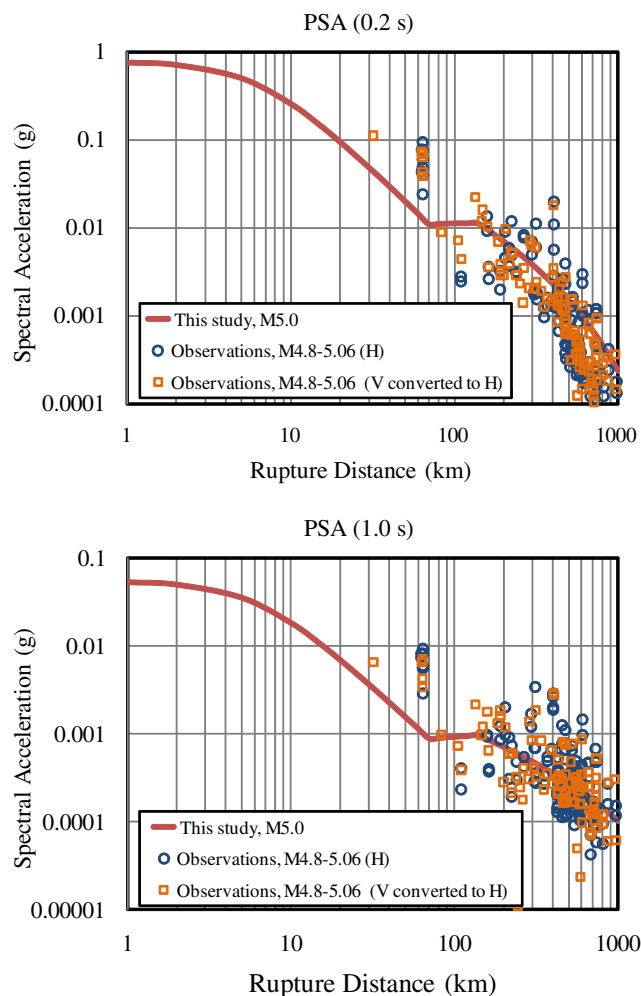 PSA (0.2 s)
1
0.1
0.01
0.001
0.0001
Spectral Acceleration (g)
This study, M5.0
Observations, M4.8-5.06 (H)
Observations, M4.8-5.06 (V converted to H)
1 10 100 1000
Rupture Distance (km)
PSA (1.0 s)
0.1
0.01
0.001
0.0001
0.00001
Spectral Acceleration (g)
This study, M5.0
Observations, M4.8-5.06 (H)
Observations, M4.8-5.06 (V converted to H)
1 10 100 1000
Rupture Distance (km)